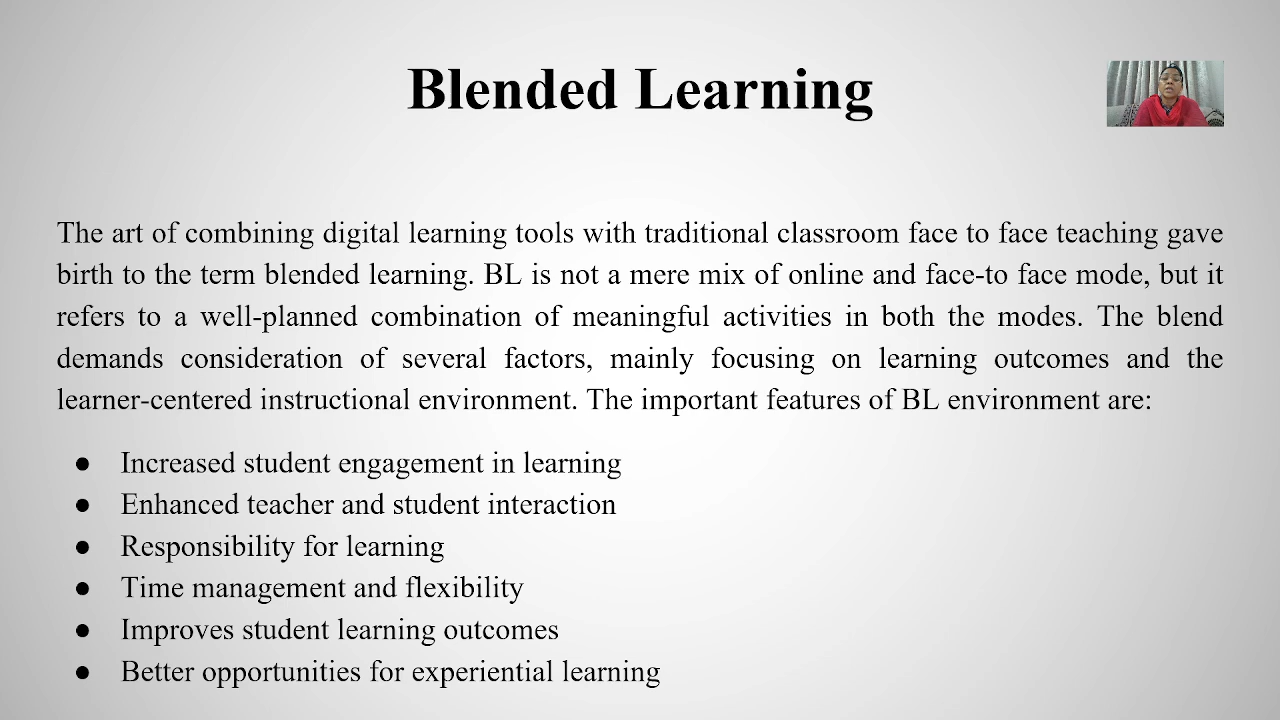 Blended Learning
The art of combining digital learning tools with traditional classroom face to face teaching gave
birth to the term blended learning. BL is not a mere mix of online and face-to face mode, but it
refers to a well-planned combination of meaningful activities in both the modes. The blend
demands consideration of several factors, mainly focusing on learning outcomes and the
learner-centered instructional environment. The important features of BL environment are:
● Increased student engagement in learning
● Enhanced teacher and student interaction
● Responsibility for learning
● Time management and flexibility
● Improves student learning outcomes
● Better opportunities for experiential learning